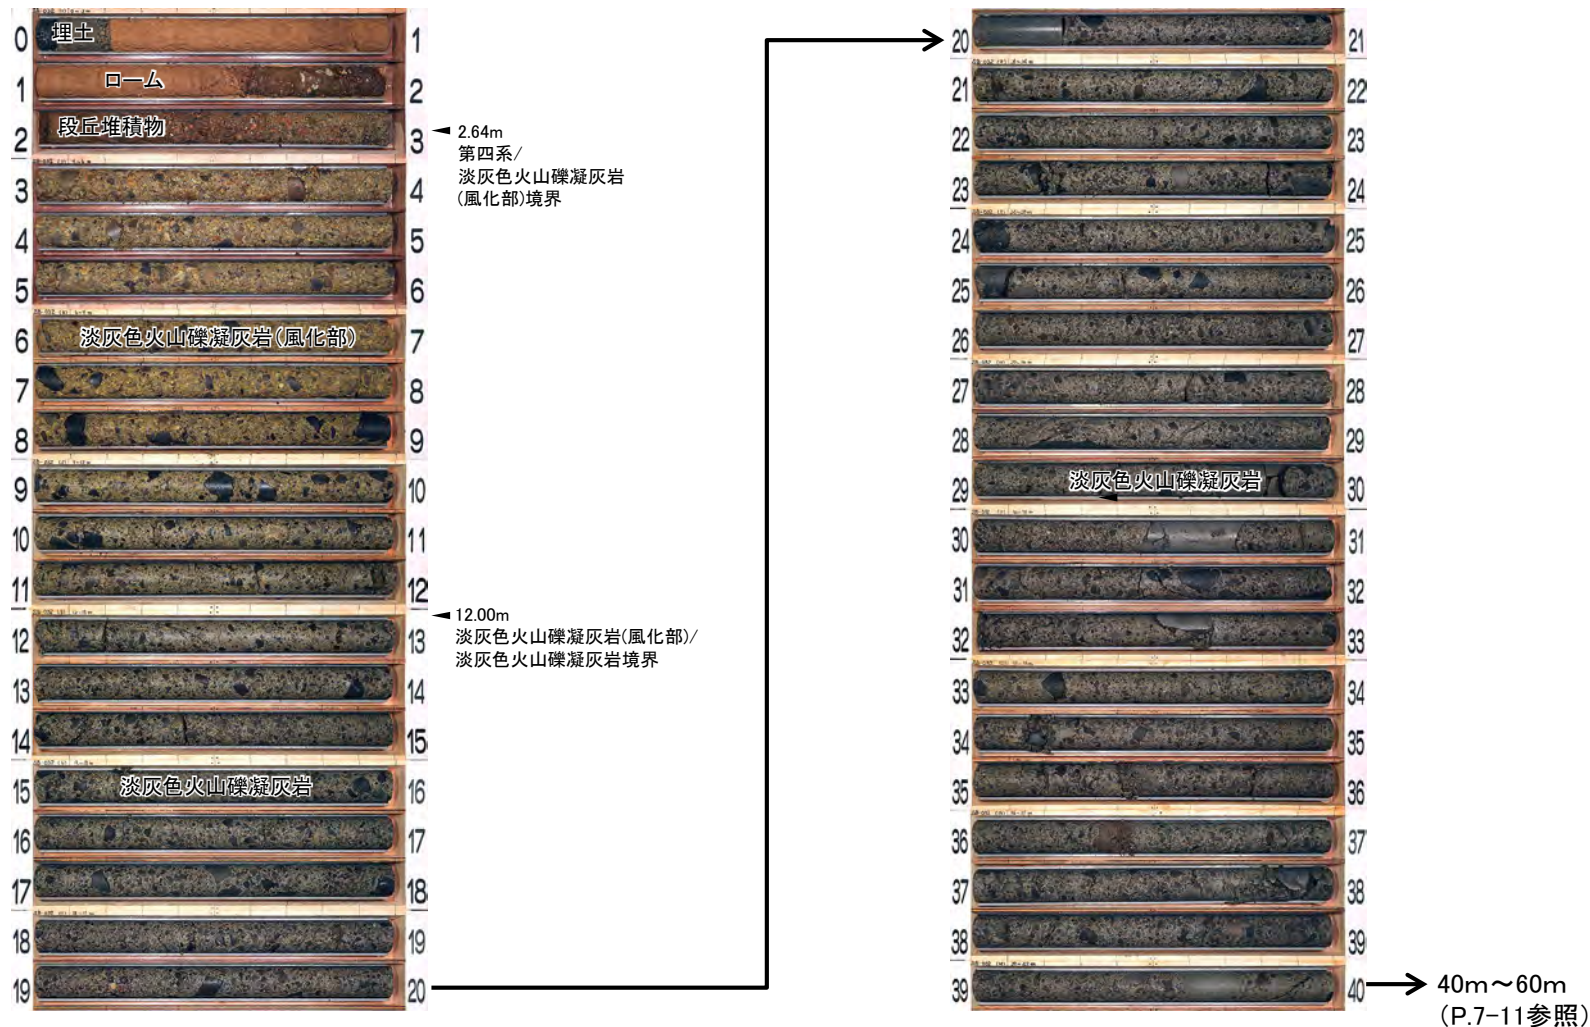 0 埋土 1
1 ローム 2
2 段丘堆積物 3
2.64m
第四系/
淡灰色火山礫凝灰岩
(風化部)境界
3 4
4 5
5 6
6 淡灰色火山礫凝灰岩(風化部) 7
7 8
8 9
9 10
10 11
11 12
12.00m
淡灰色火山礫凝灰岩(風化部)/
淡灰色火山礫凝灰岩境界
12 13
13 14
14 15
15 淡灰色火山礫凝灰岩 16
16 17
17 18
18 19
19 20
20 21
21 22
22 23
23 24
24 25
25 26
26 27
27 28
28 29
29 淡灰色火山礫凝灰岩 30
30 31
31 32
32 33
33 34
34 35
35 36
36 37
37 38
38 39
39 40
40m～60m
(P.7-11参照)